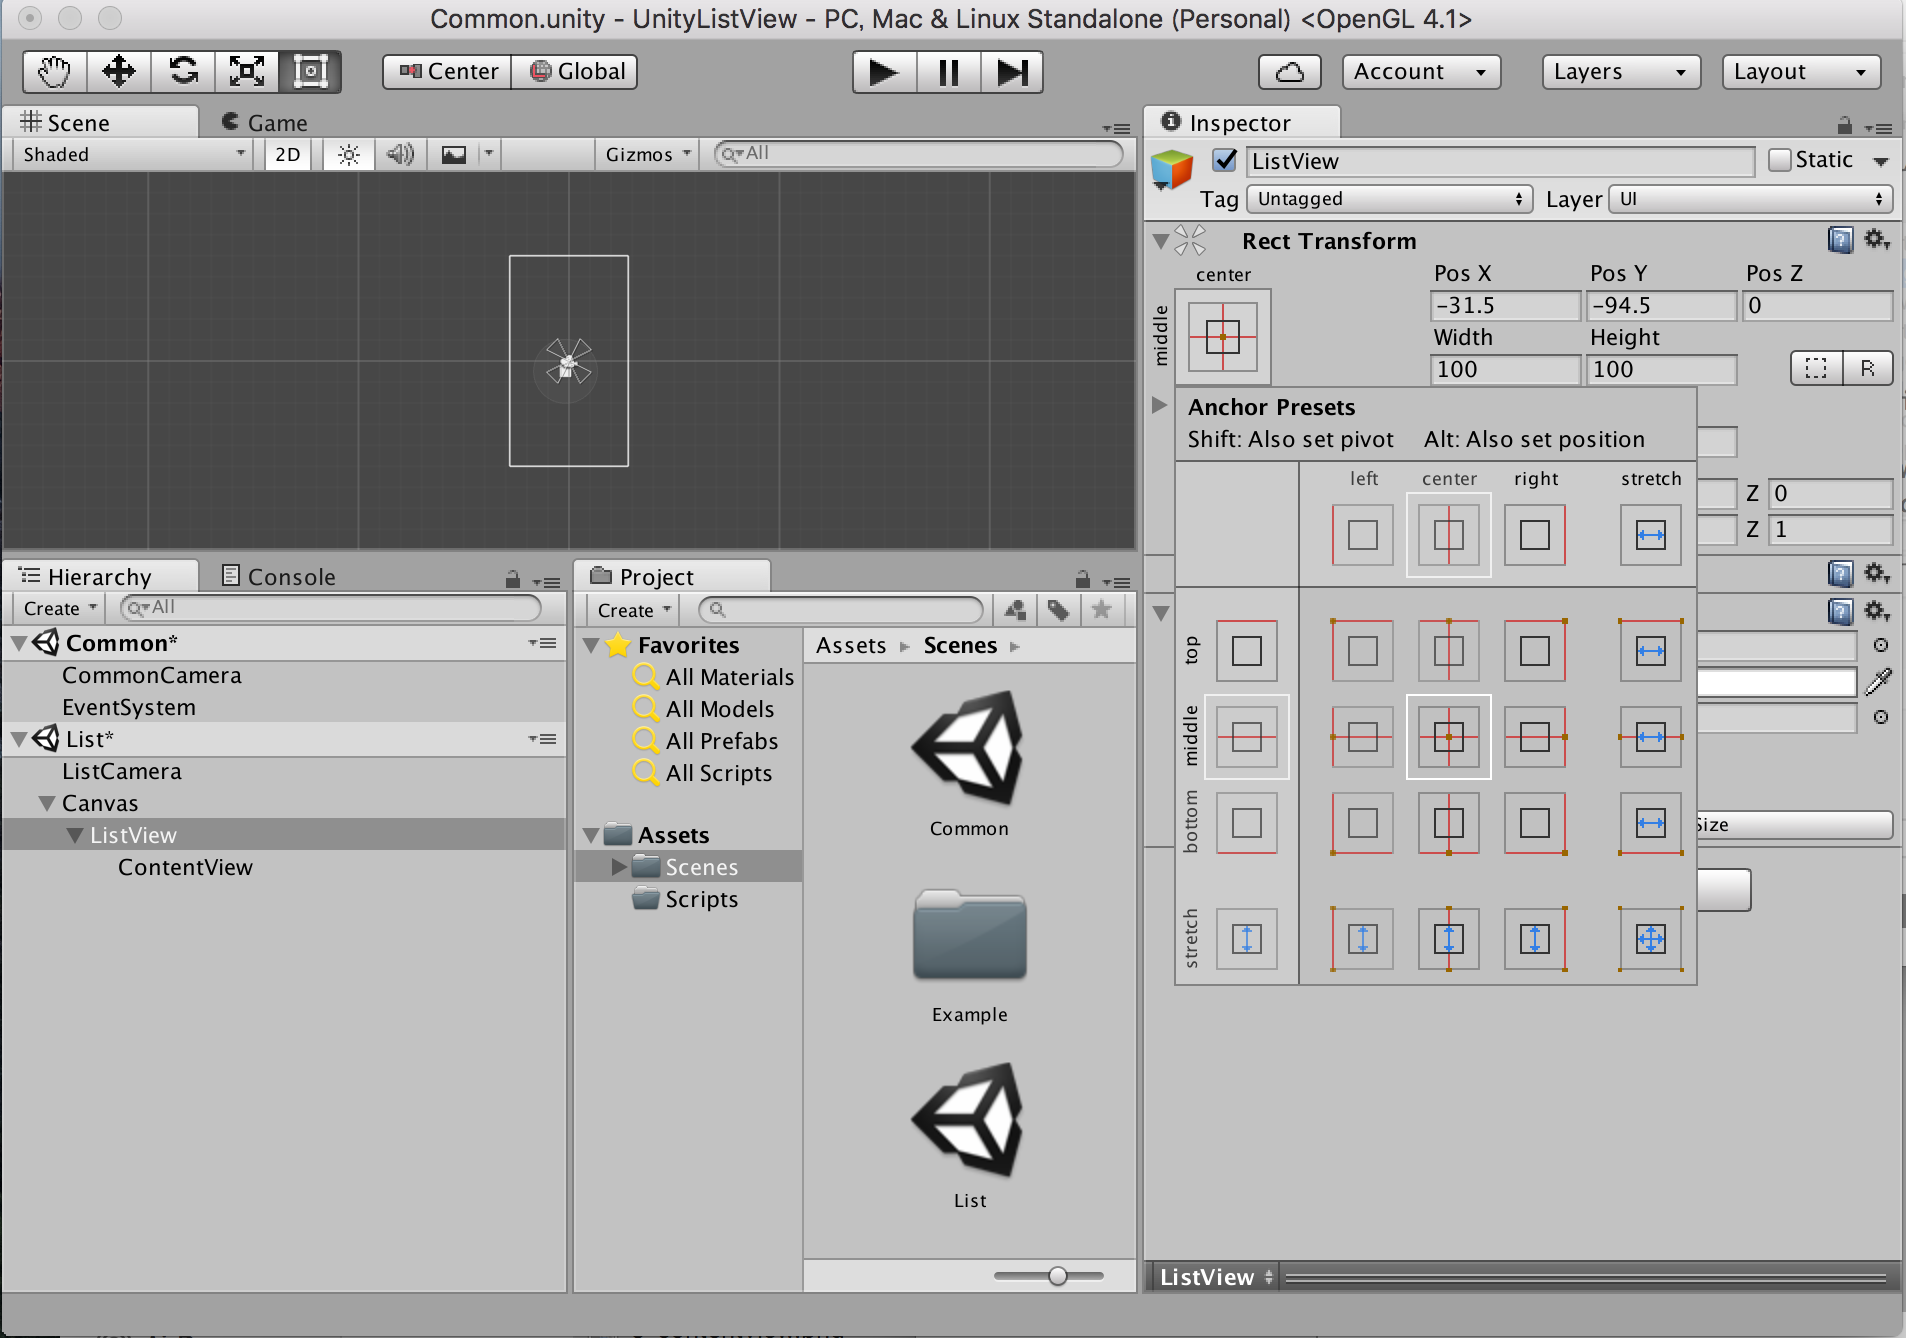 Common.unity - UnityListView - PC, Mac & Linux Standalone (Personal) <OpenGL 4.1>
Center Global Account Layers Layout
Scene Game
Shaded 2D Gizmos All
Inspector
ListView Static
Tag Untagged Layer UI
Rect Transform
center Pos X Pos Y Pos Z
middle -31.5 -94.5 0
Width Height
100 100 R
Anchor Presets
Shift: Also set pivot Alt: Also set position
left center right stretch
Z 0
Z 1
top
middle
bottom
stretch
Size
Hierarchy Console
Create All
Common*
CommonCamera
EventSystem
List*
ListCamera
Canvas
ListView
ContentView
Project
Create
Favorites
All Materials
All Models
All Prefabs
All Scripts
Assets
Scenes
Scripts
Assets Scenes
Common
Example
List
ListView